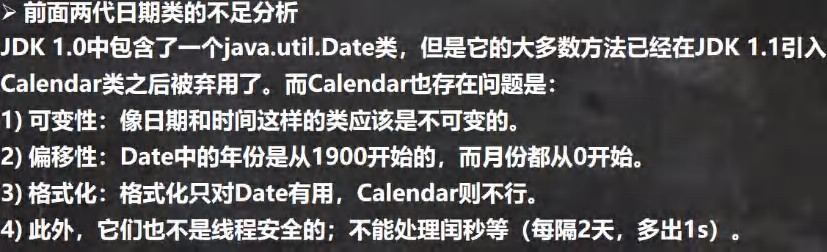 ➢ 前面两代日期类的不足分析
JDK 1.0中包含了一个java.util.Date类，但是它的大多数方法已经在JDK 1.1引入
Calendar类之后被弃用了。而Calendar也存在问题是：
1) 可变性：像日期和时间这样的类应该是不可变的。
2) 偏移性：Date中的年份是从1900开始的，而月份都从0开始。
3) 格式化：格式化只对Date有用，Calendar则不行。
4) 此外，它们也不是线程安全的；不能处理闰秒等（每隔2天，多出1s）。